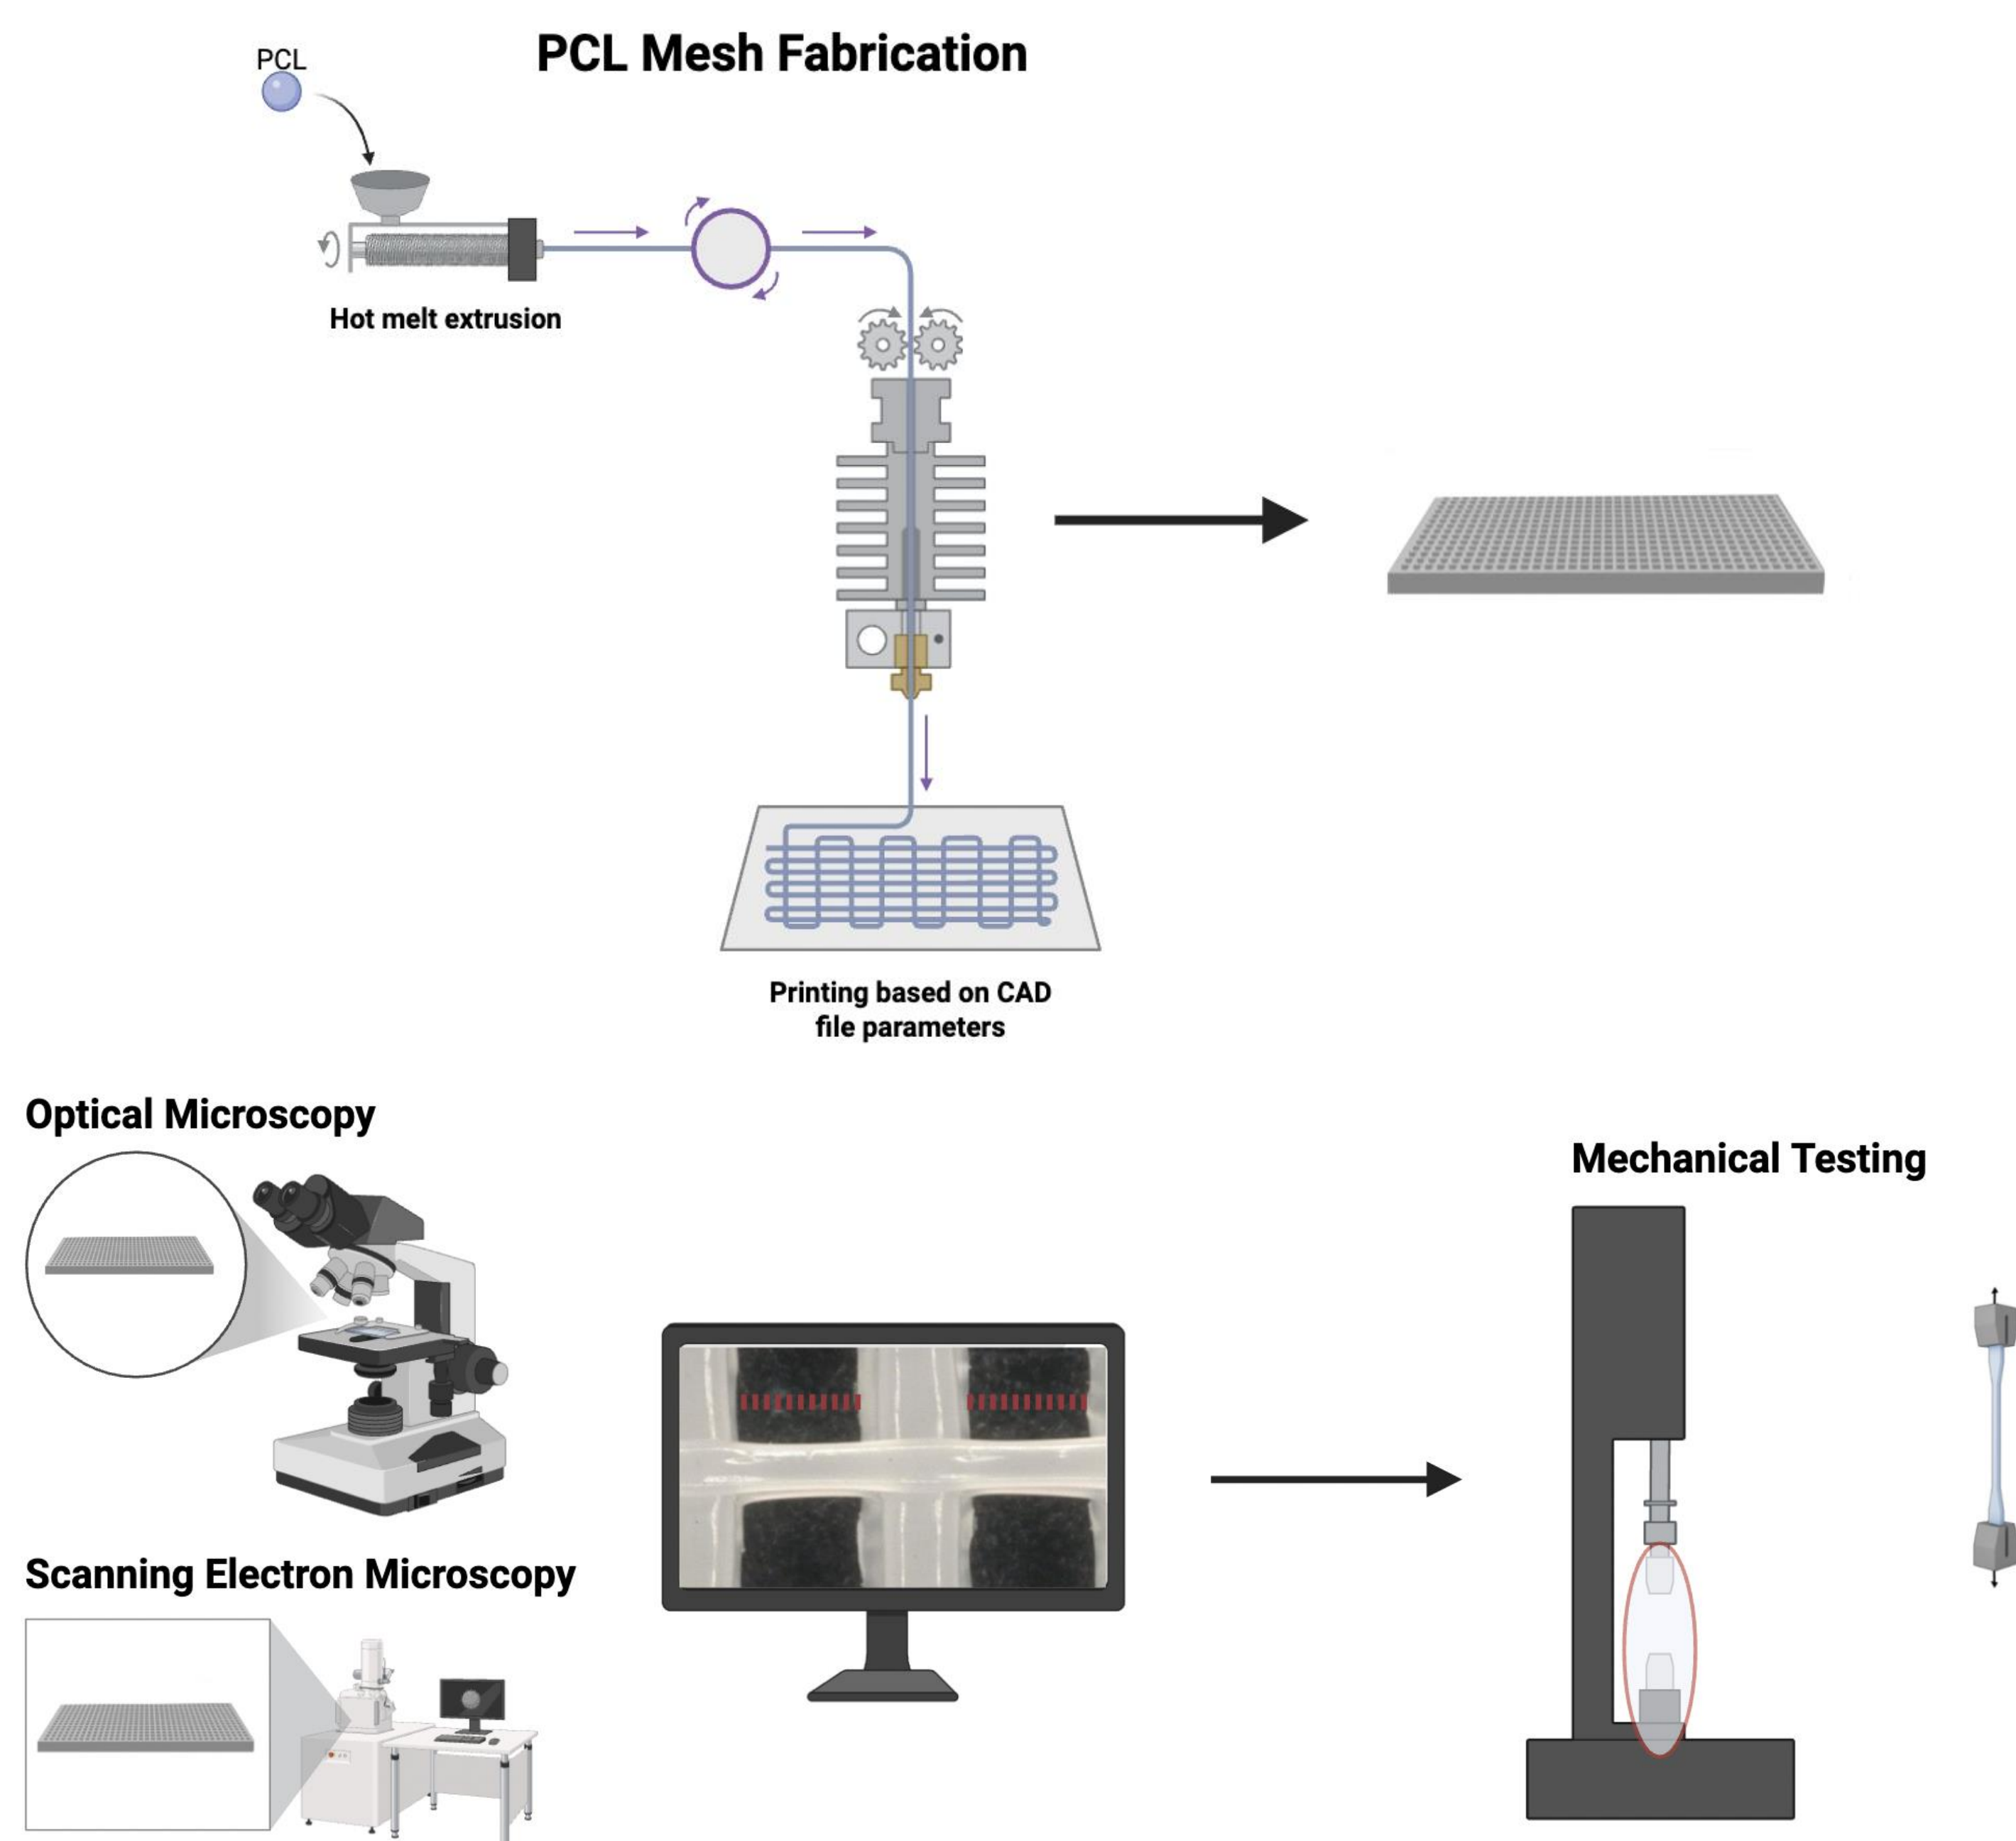 PCL Mesh Fabrication
PCL
Hot melt extrusion
Printing based on CAD
file parameters
Optical Microscopy
Mechanical Testing
Scanning Electron Microscopy